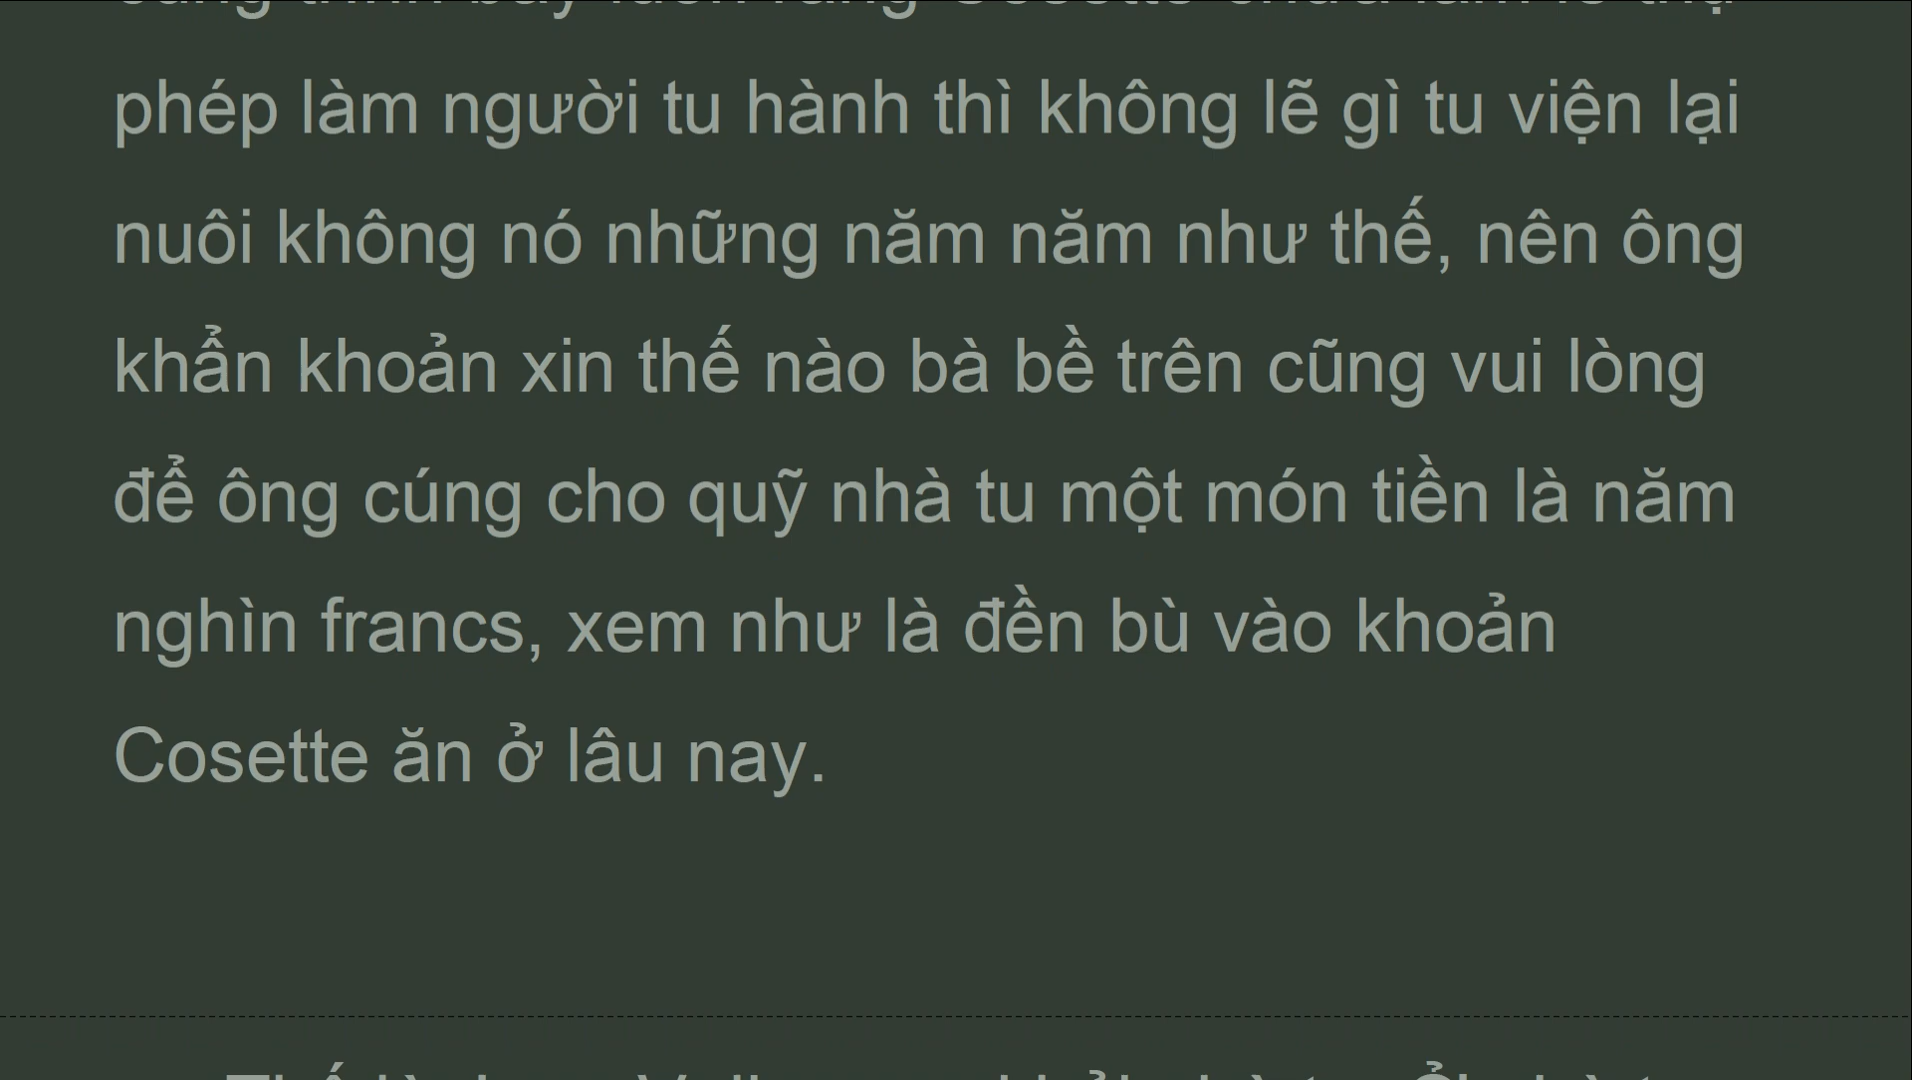 phép làm người tu hành thì không lẽ gì tu viện lại
nuôi không nó những năm năm như thế, nên ông
khẩn khoản xin thế nào bà bề trên cũng vui lòng
để ông cúng cho quỹ nhà tu một món tiền là năm
nghìn francs, xem như là đền bù vào khoản
Cosette ăn ở lâu nay.